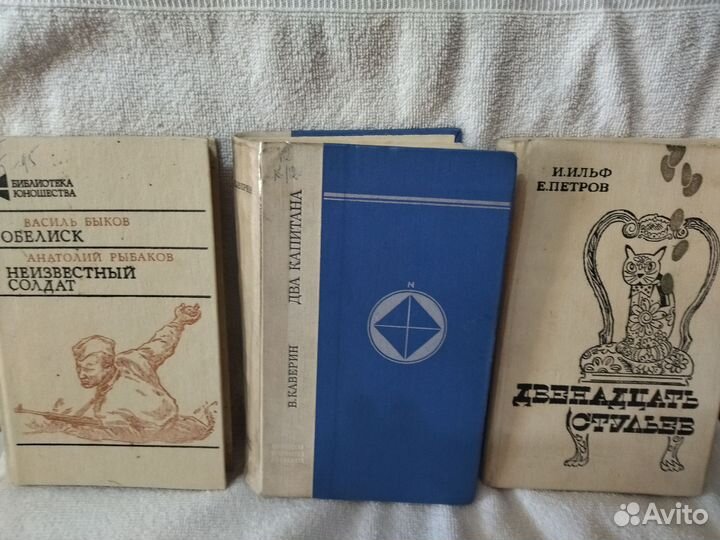 БИБЛИОТЕКА
ЮНОШЕСТВА
ВАСИЛЬ БЫКОВ
ОБЕЛИСК
АНАТОЛИЙ РЫБАКОВ
НЕИЗВЕСТНЫЙ
СОЛДАТ
В. КАВЕРИН ДВА КАПИТАНА
N
И. ИЛЬФ
Е. ПЕТРОВ
ДВЕНАДЦАТЬ
СТУЛЬЕВ
Avito